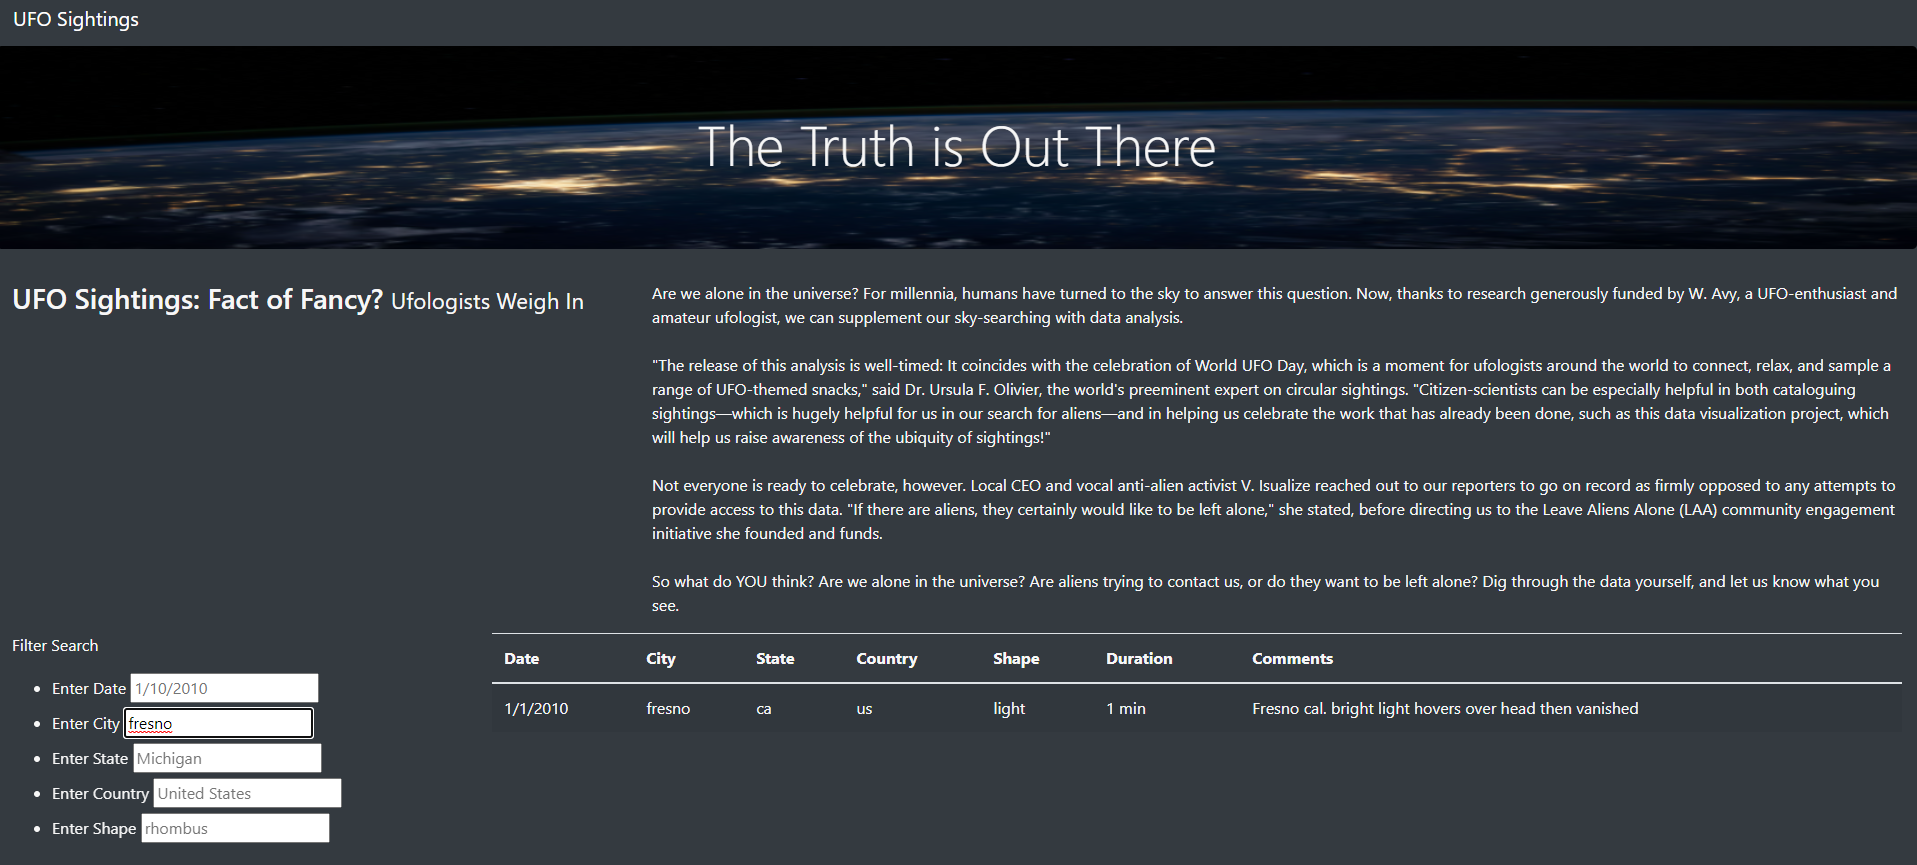 UFO Sightings
The Truth is Out There
UFO Sightings: Fact of Fancy? Ufologists Weigh In
Are we alone in the universe? For millennia, humans have turned to the sky to answer this question. Now, thanks to research generously funded by W. Avy, a UFO-enthusiast and
amateur ufologist, we can supplement our sky-searching with data analysis.
"The release of this analysis is well-timed: It coincides with the celebration of World UFO Day, which is a moment for ufologists around the world to connect, relax, and sample a
range of UFO-themed snacks," said Dr. Ursula F. Olivier, the world's preeminent expert on circular sightings. "Citizen-scientists can be especially helpful in both cataloguing
sightings—which is hugely helpful for us in our search for aliens—and in helping us celebrate the work that has already been done, such as this data visualization project, which
will help us raise awareness of the ubiquity of sightings!"
Not everyone is ready to celebrate, however. Local CEO and vocal anti-alien activist V. Isualize reached out to our reporters to go on record as firmly opposed to any attempts to
provide access to this data. "If there are aliens, they certainly would like to be left alone," she stated, before directing us to the Leave Aliens Alone (LAA) community engagement
initiative she founded and funds.
So what do YOU think? Are we alone in the universe? Are aliens trying to contact us, or do they want to be left alone? Dig through the data yourself, and let us know what you
see.
Filter Search
Enter Date 1/10/2010
Enter City fresno
Enter State Michigan
Enter Country United States
Enter Shape rhombus
Date City State Country Shape Duration Comments
1/1/2010 fresno ca us light 1 min Fresno cal. bright light hovers over head then vanished